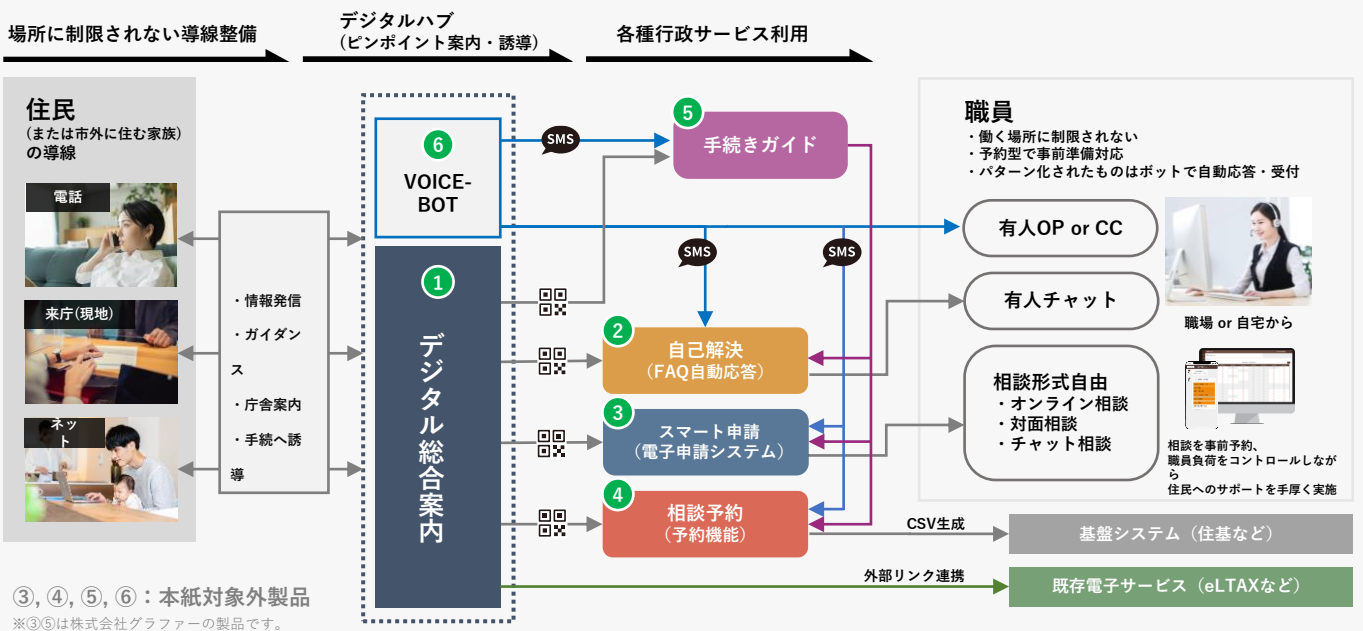 場所に制限されない導線整備
デジタルハブ
(ピンポイント案内・誘導)
各種行政サービス利用
住民
(または市外に住む家族)
の導線
電話
来庁(現地)
ネッ
ト
・情報発信
・ガイダン
ス
・庁舎案内
・手続へ誘
導
6
VOICE-
BOT
1
デジタル総合案内
SMS
5
手続きガイド
SMS
SMS
2
自己解決
(FAQ自動応答)
3
スマート申請
(電子申請システム)
4
相談予約
(予約機能)
職員
・働く場所に制限されない
・予約型で事前準備対応
・パターン化されたものはボットで自動応答・受付
有人OP or CC
有人チャット
職場 or 自宅から
相談形式自由
・オンライン相談
・対面相談
・チャット相談
相談を事前予約、
職員負荷をコントロールしなが
ら
住民へのサポートを手厚く実施
CSV生成
基盤システム（住基など）
外部リンク連携
既存電子サービス（eLTAXなど）
③, ④, ⑤, ⑥：本紙対象外製品
※③⑤は株式会社グラファーの製品です。